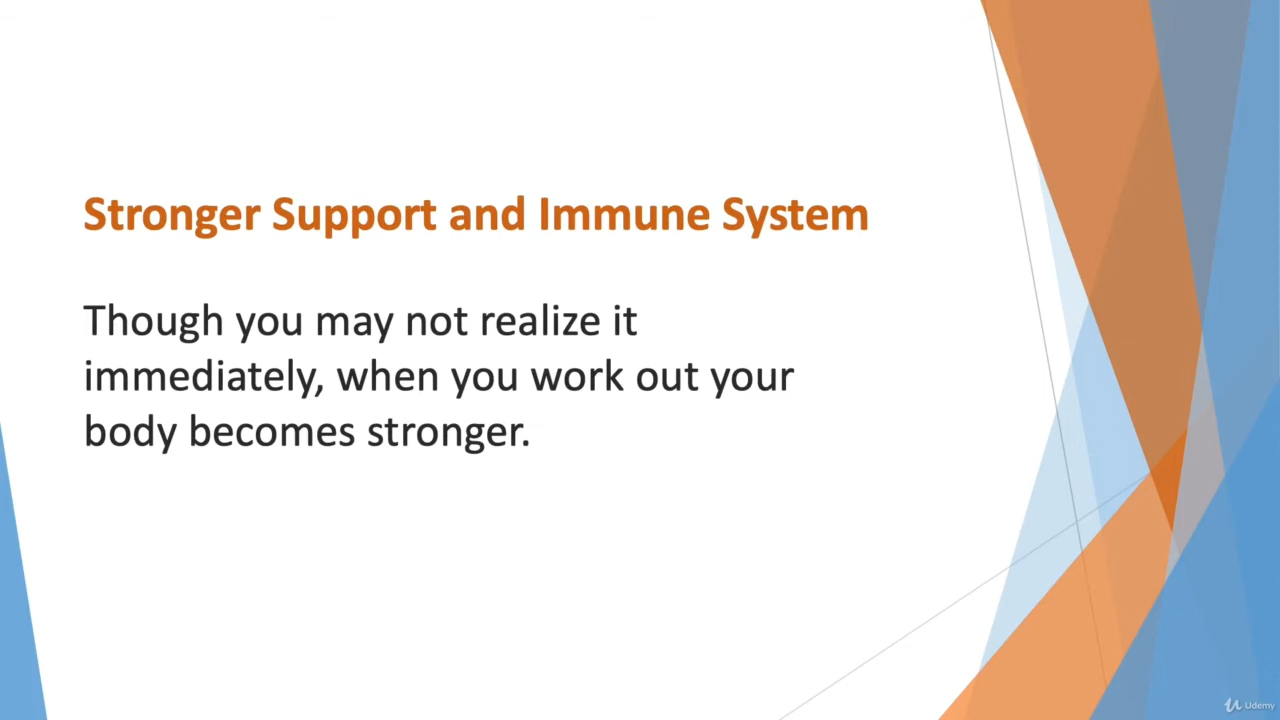 Stronger Support and Immune System
Though you may not realize it
immediately, when you work out your
body becomes stronger.
Udemy